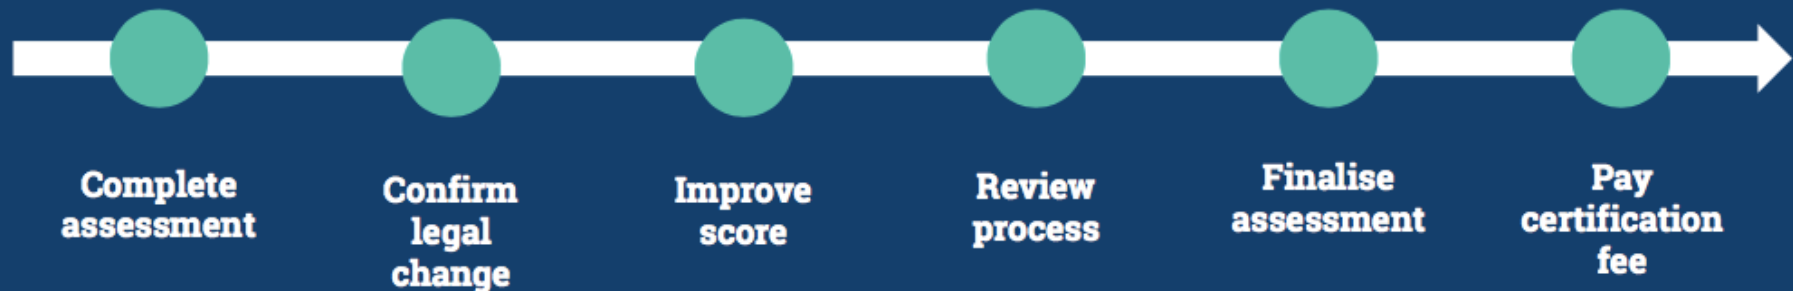 Complete
assessment
Confirm
legal
change
Improve
score
Review
process
Finalise
assessment
Pay
certification
fee